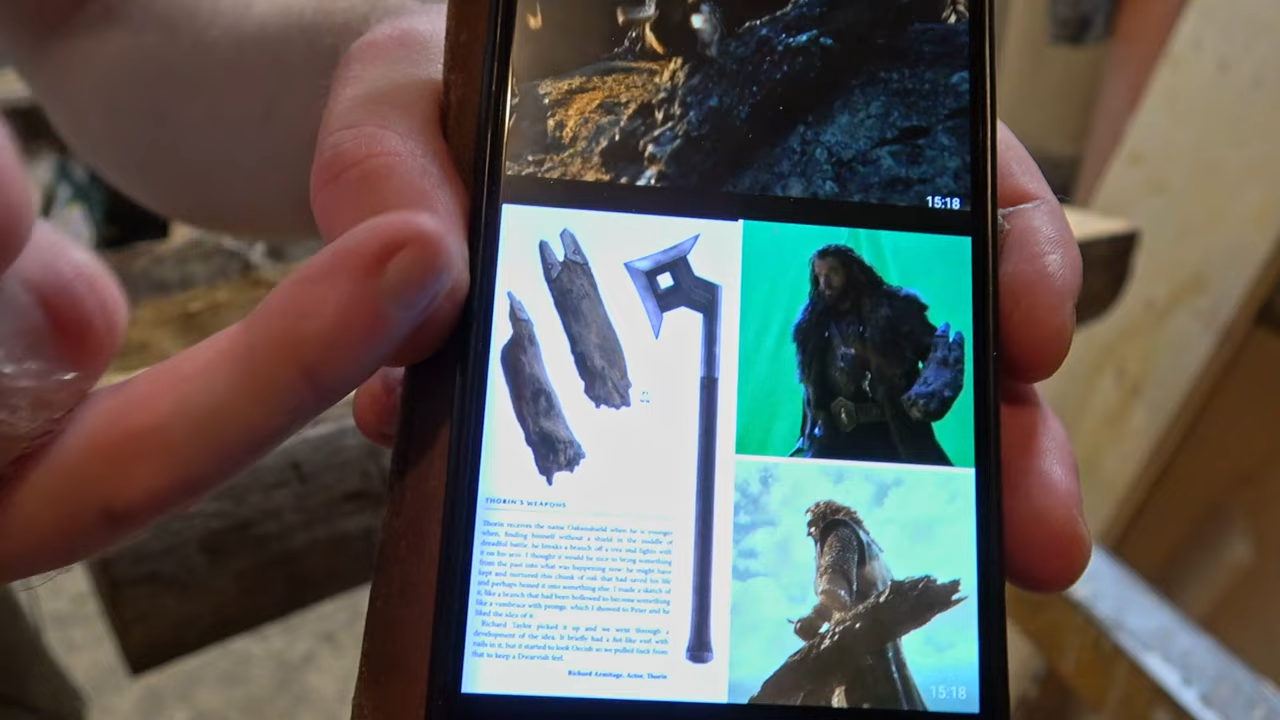 15:18
THORIN'S WEAPONS
Thorin receives the name Oakenshield when he is younger
when, finding himself without a shield in the middle of
dreadful battle, he breaks a branch off a tree and fights with
it on his arm. I thought it would be nice to bring something
from the past into what was happening now: he might have
kept and nurtured this chunk of oak that had saved his life
and perhaps honed it into something else. I made a sketch of
it, like a branch that had been hollowed to become something
like a vambrace with prongs, which I showed to Peter and he
liked the idea of it.
Richard Taylor picked it up and we went through a
development of the idea. It briefly had a fist-like end with
nails in it, but it started to look Orcish so we pulled back from
that to keep a Dwarvish feel.
Richard Armitage, Actor, Thorin
15:18